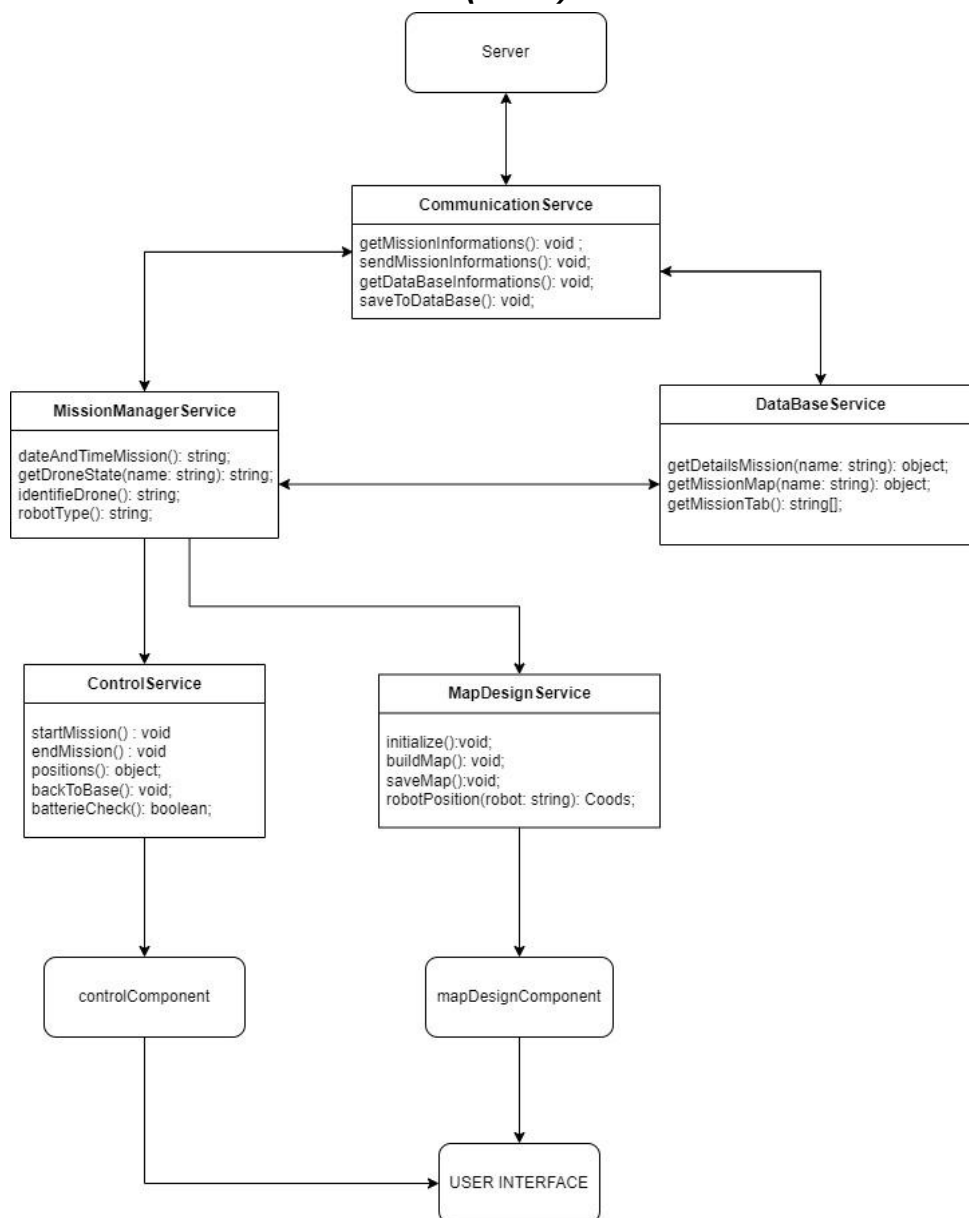 Server
CommunicationServce
getMissionInformations(): void ;
sendMissionInformations(): void;
getDataBaseInformations(): void;
saveToDataBase(): void;
MissionManagerService
dateAndTimeMission(): string;
getDroneState(name: string): string;
identifieDrone(): string;
robotType(): string;
DataBaseService
getDetailsMission(name: string): object;
getMissionMap(name: string): object;
getMissionTab(): string[];
ControlService
startMission() : void
endMission() : void
positions(): object;
backToBase(): void;
batterieCheck(): boolean;
MapDesignService
initialize():void;
buildMap(): void;
saveMap():void;
robotPosition(robot: string): Coods;
controlComponent
mapDesignComponent
USER INTERFACE